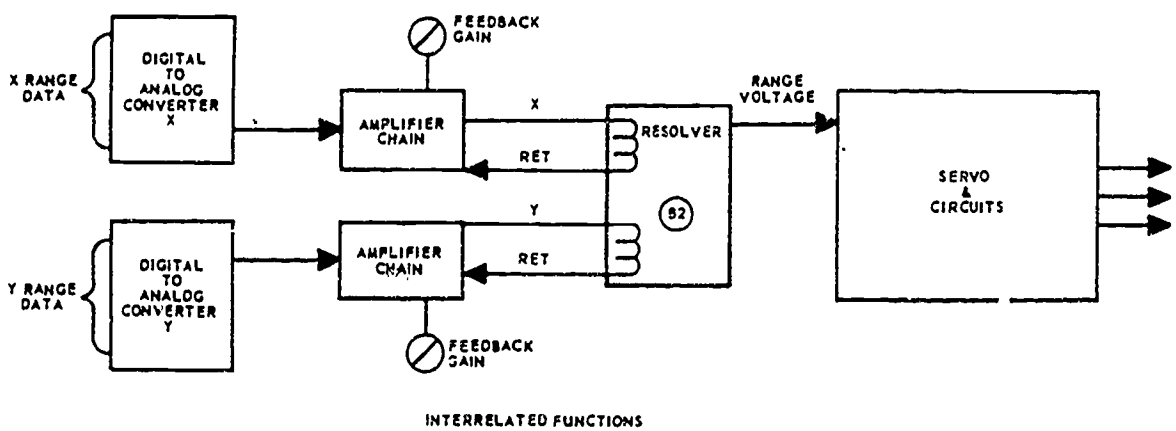 FEEDBACK
GAIN
X RANGE
DATA
DIGITAL
TO
ANALOG
CONVERTER
X
AMPLIFIER
CHAIN
X
RET
RESOLVER
B2
RANGE
VOLTAGE
SERVO
&
CIRCUITS
Y RANGE
DATA
DIGITAL
TO
ANALOG
CONVERTER
Y
AMPLIFIER
CHAIN
Y
RET
FEEDBACK
GAIN
INTERRELATED FUNCTIONS